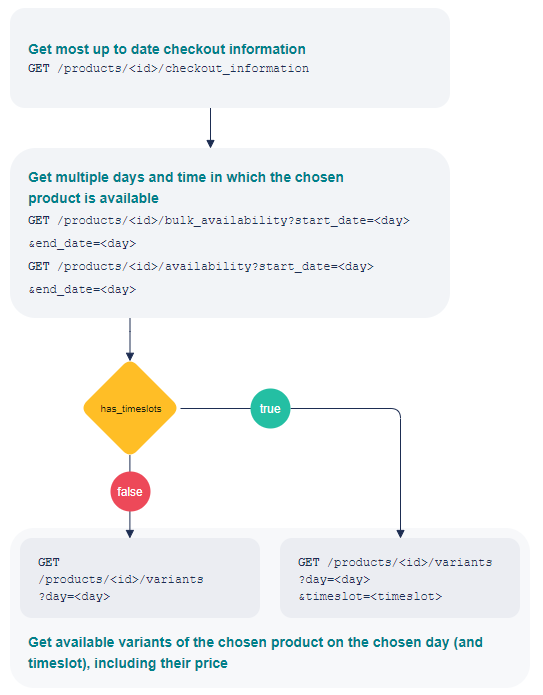 Get most up to date checkout information
GET /products/<id>/checkout_information
Get multiple days and time in which the chosen
product is available
GET /products/<id>/bulk_availability?start_date=<day>
&end_date=<day>
GET /products/<id>/availability?start_date=<day>
&end_date=<day>
has_timeslots
true
false
GET
/products/<id>/variants
?day=<day>
GET /products/<id>/variants
?day=<day>
&timeslot=<timeslot>
Get available variants of the chosen product on the chosen day (and
timeslot), including their price